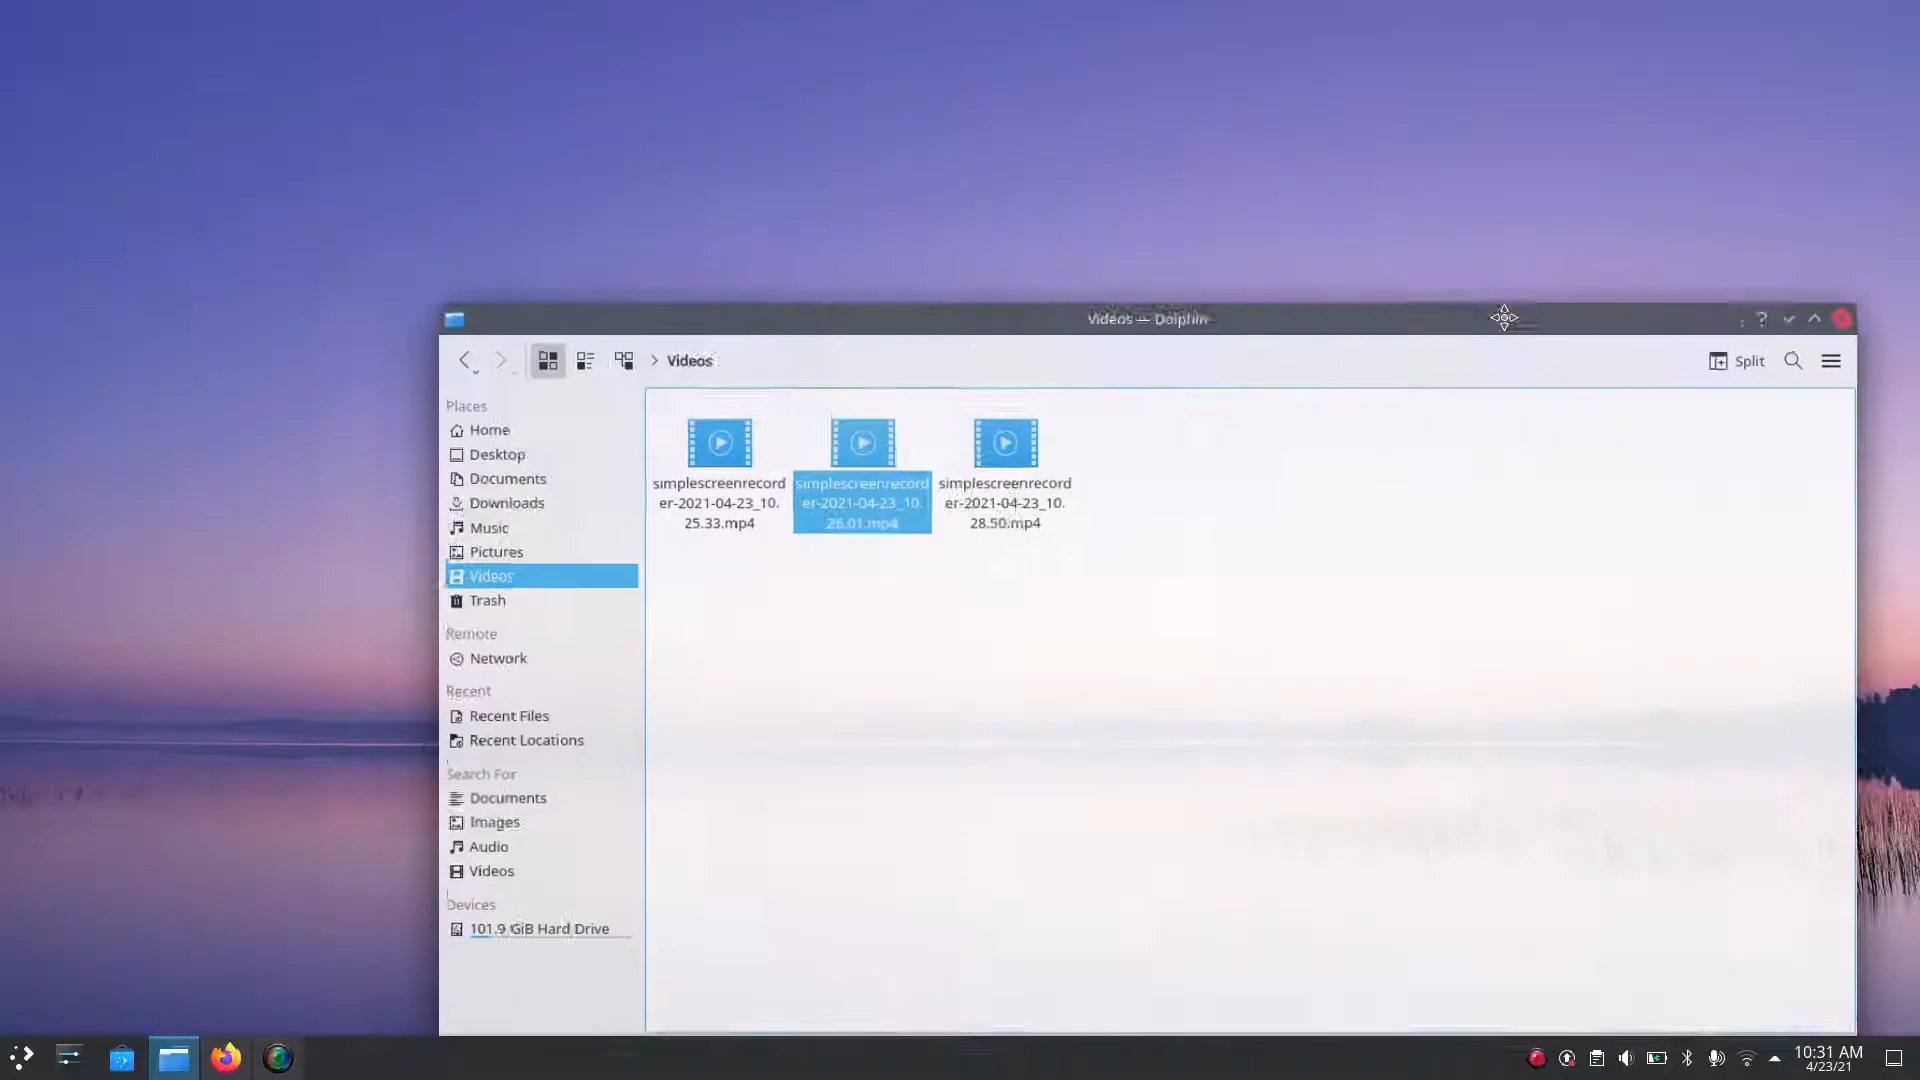 Videos — Dolphin
Videos
Split
Places
Home
Desktop
Documents
Downloads
Music
Pictures
Videos
Trash
Remote
Network
Recent
Recent Files
Recent Locations
Search For
Documents
Images
Audio
Videos
Devices
101.9 GiB Hard Drive
simplescreenrecord
er-2021-04-23_10.
25.33.mp4
simplescreenrecord
er-2021-04-23_10.
26.01.mp4
simplescreenrecord
er-2021-04-23_10.
28.50.mp4
10:31 AM
4/23/21